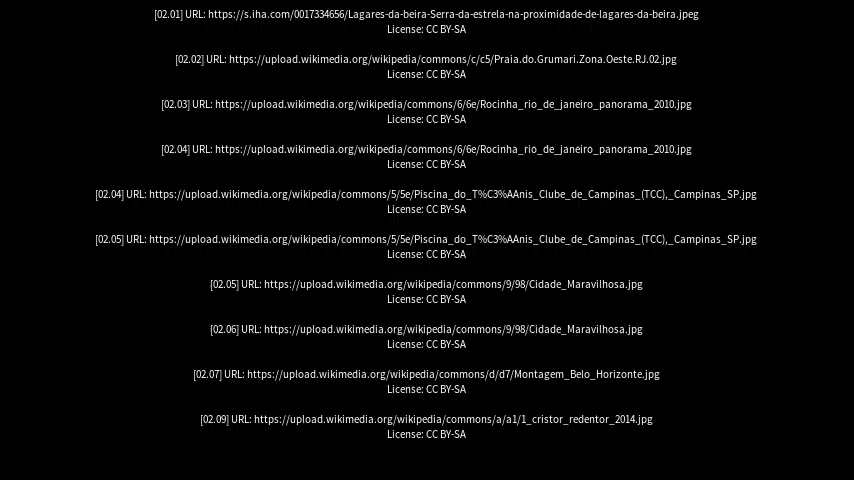 [02.01] URL: https://s.iha.com/0017334656/Lagares-da-beira-Serra-da-estrela-na-proximidade-de-lagares-da-beira.jpeg
License: CC BY-SA
[02.02] URL: https://upload.wikimedia.org/wikipedia/commons/c/c5/Praia.do.Grumari.Zona.Oeste.RJ.02.jpg
License: CC BY-SA
[02.03] URL: https://upload.wikimedia.org/wikipedia/commons/6/6e/Rocinha_rio_de_janeiro_panorama_2010.jpg
License: CC BY-SA
[02.04] URL: https://upload.wikimedia.org/wikipedia/commons/6/6e/Rocinha_rio_de_janeiro_panorama_2010.jpg
License: CC BY-SA
[02.04] URL: https://upload.wikimedia.org/wikipedia/commons/5/5e/Piscina_do_T%C3%AAnis_Clube_de_Campinas_(TCC),_Campinas_SP.jpg
License: CC BY-SA
[02.05] URL: https://upload.wikimedia.org/wikipedia/commons/5/5e/Piscina_do_T%C3%AAnis_Clube_de_Campinas_(TCC),_Campinas_SP.jpg
License: CC BY-SA
[02.05] URL: https://upload.wikimedia.org/wikipedia/commons/9/98/Cidade_Maravilhosa.jpg
License: CC BY-SA
[02.06] URL: https://upload.wikimedia.org/wikipedia/commons/9/98/Cidade_Maravilhosa.jpg
License: CC BY-SA
[02.07] URL: https://upload.wikimedia.org/wikipedia/commons/d/d7/Montagem_Belo_Horizonte.jpg
License: CC BY-SA
[02.09] URL: https://upload.wikimedia.org/wikipedia/commons/a/a1/1_cristor_redentor_2014.jpg
License: CC BY-SA